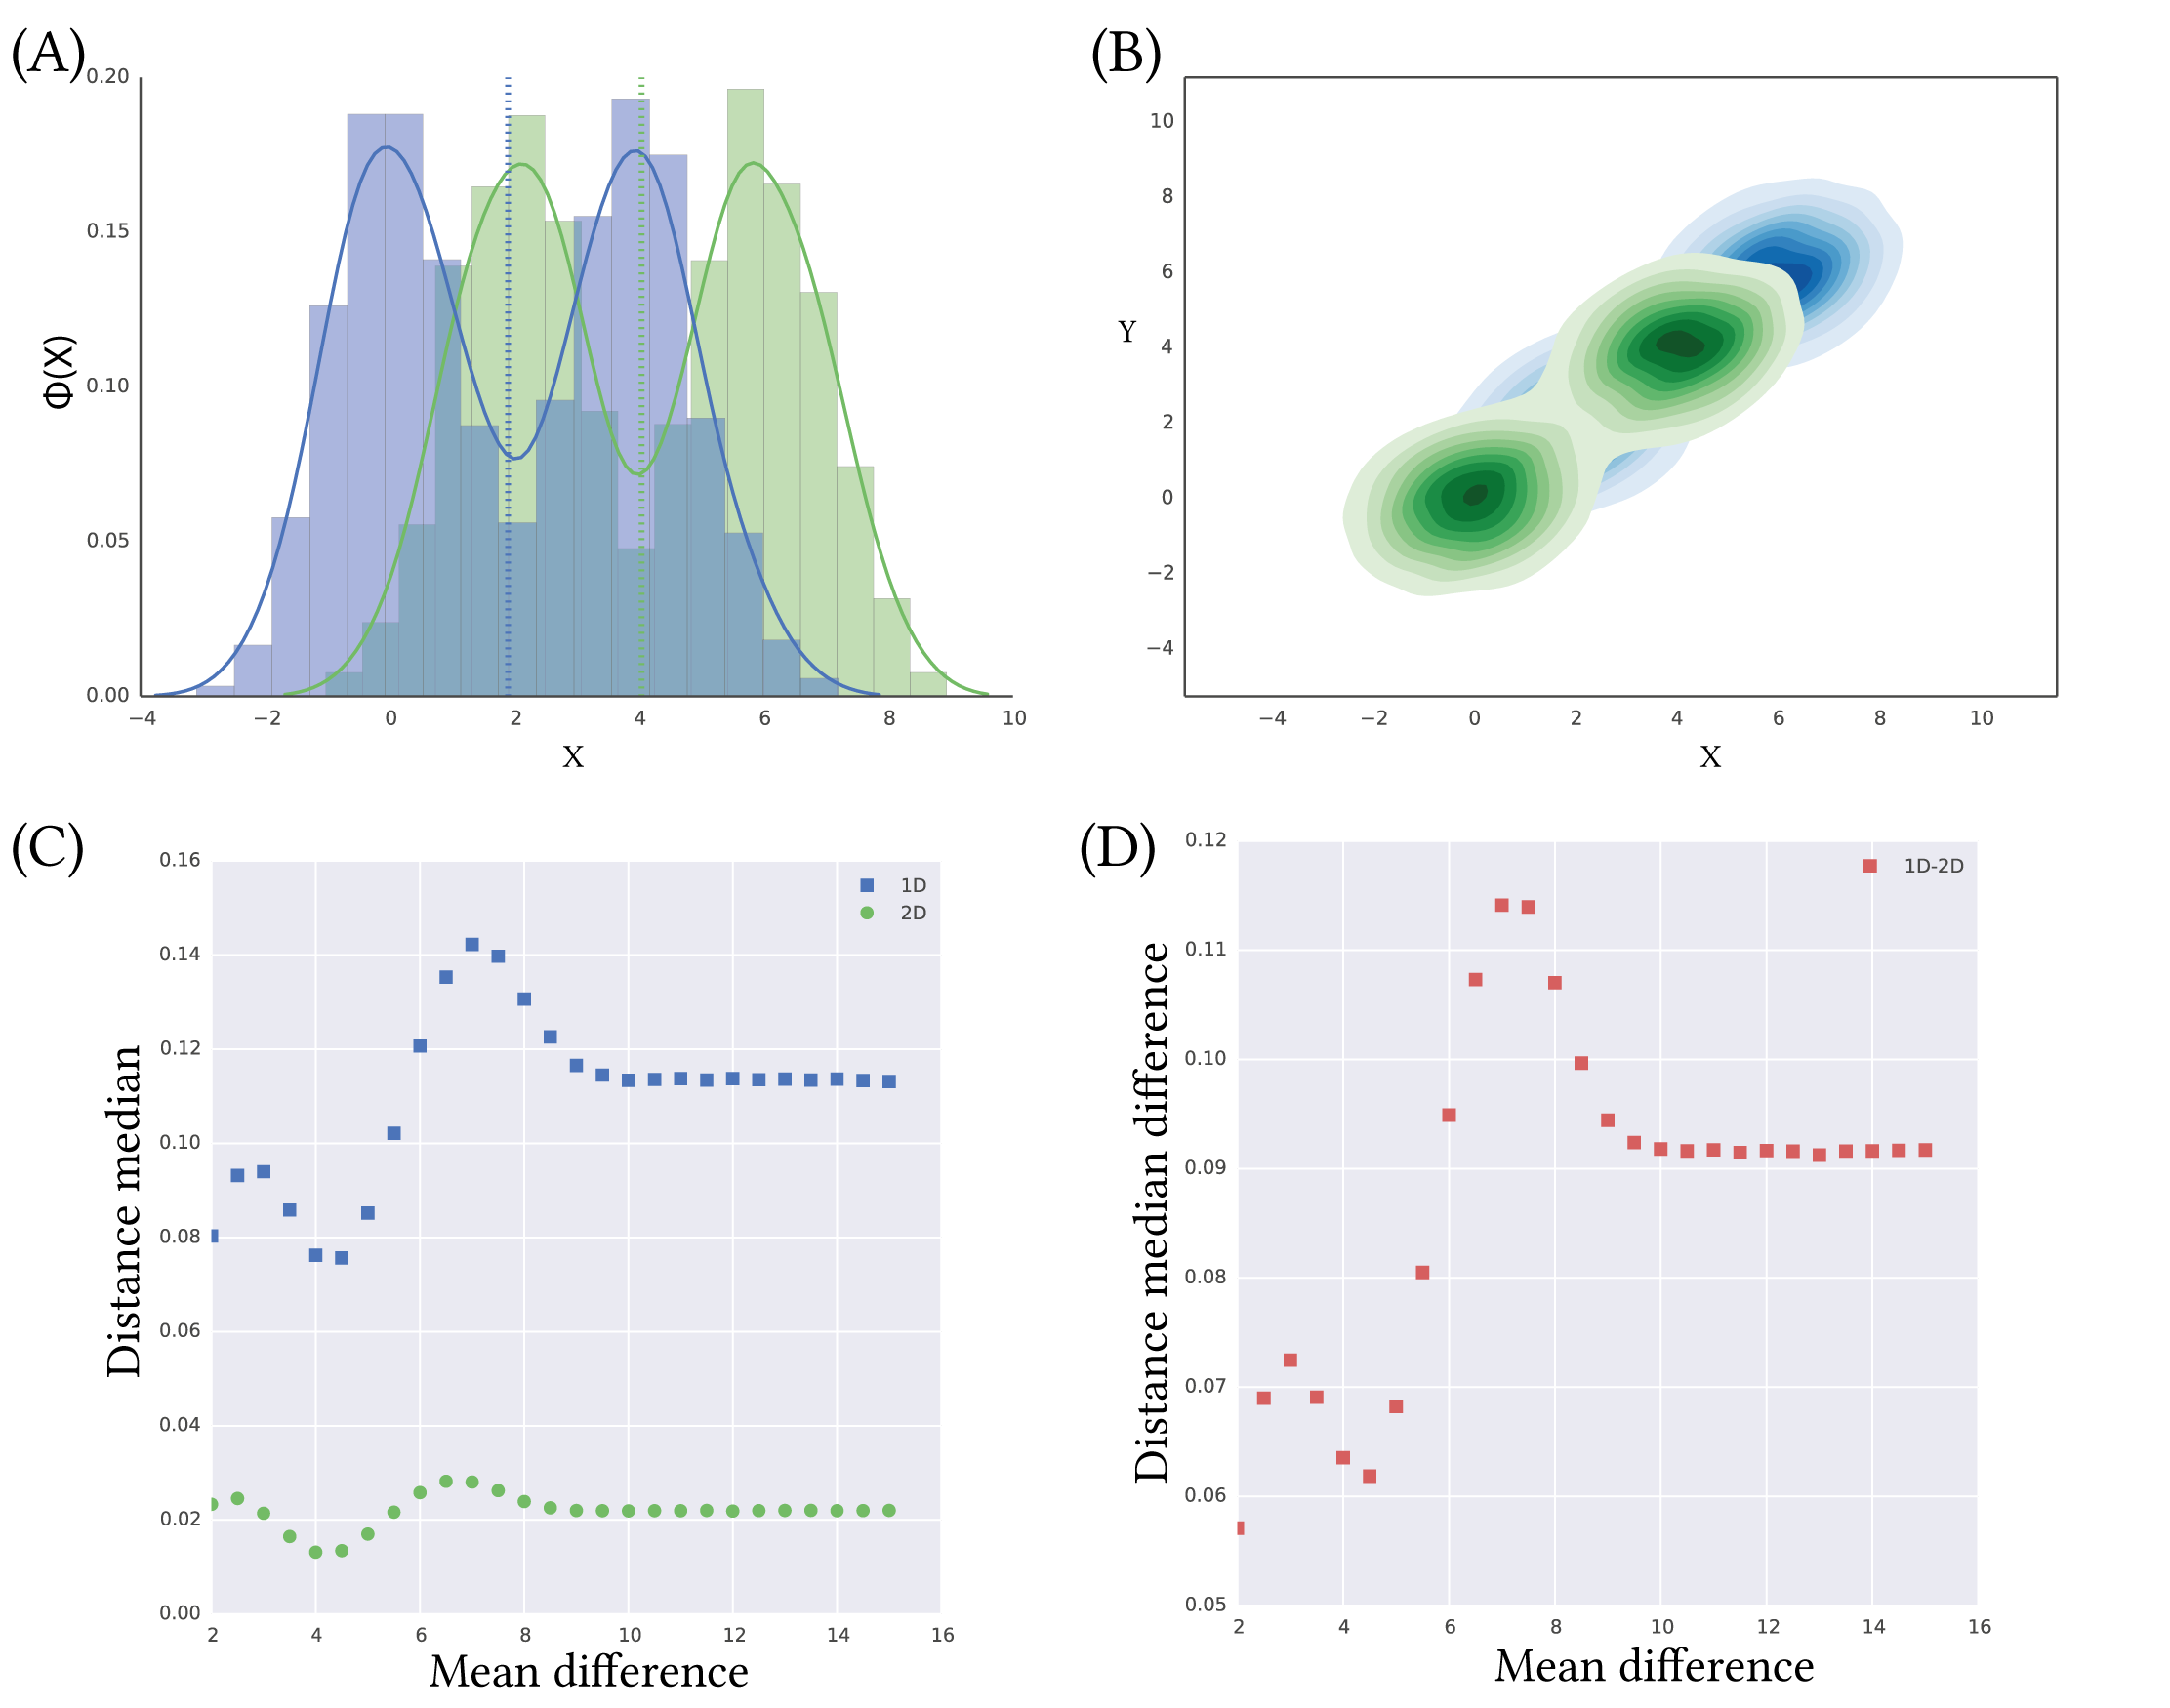 (A)
0.20
0.15
0.10
0.05
0.00
Φ(X)
−4 −2 0 2 4 6 8 10
X
(B)
10
8
6
4
2
0
−2
−4
Y
−4 −2 0 2 4 6 8 10
X
(C)
0.16
0.14
0.12
0.10
0.08
0.06
0.04
0.02
0.00
Distance median
1D
2D
2 4 6 8 10 12 14 16
Mean difference
(D)
0.12
0.11
0.10
0.09
0.08
0.07
0.06
0.05
Distance median difference
1D-2D
2 4 6 8 10 12 14 16
Mean difference